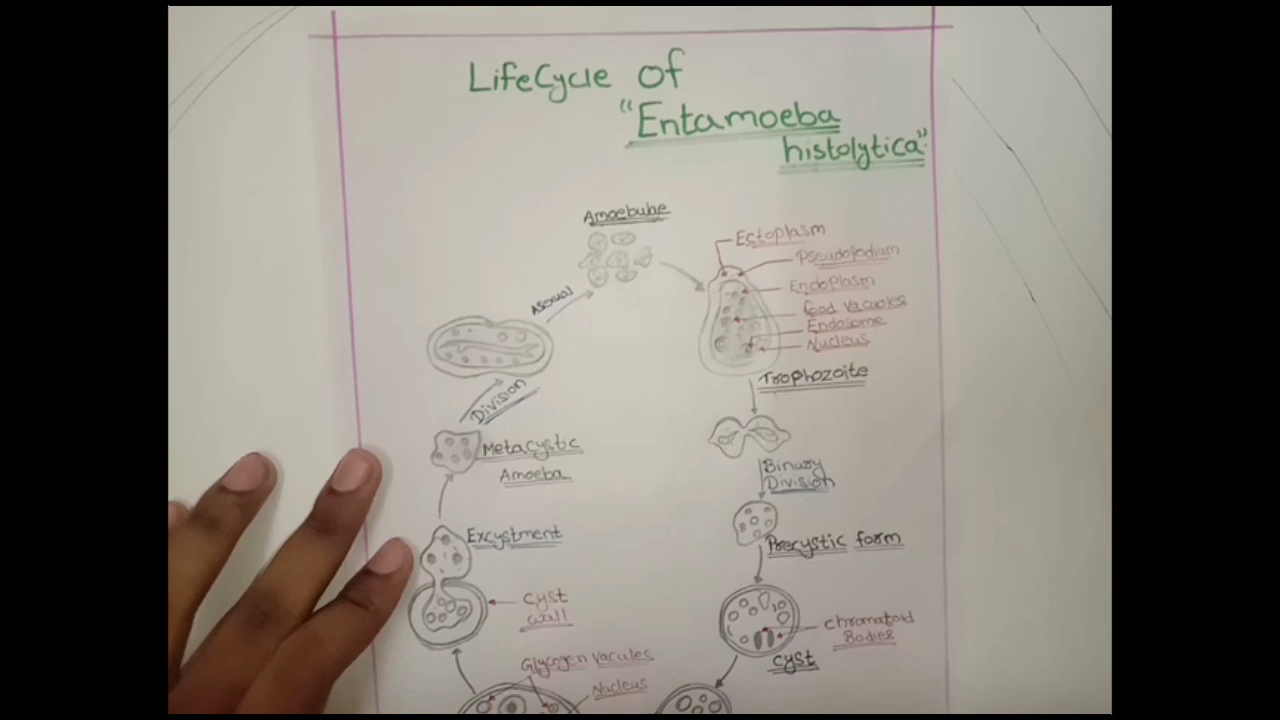 LifeCycle of
"Entamoeba
histolytica".
Amoebulae
Ectoplasm
Pseudopodium
Endoplasm
Food Vacuoles
Endosome
Nucleus
Trophozoite
Asexual
Division
Metacystic
Amoeba
Binary
Division
Excystment
Precystic form
Cyst
wall
chromatoid
Bodies
cyst
Glycogen Vacules
Nucleus